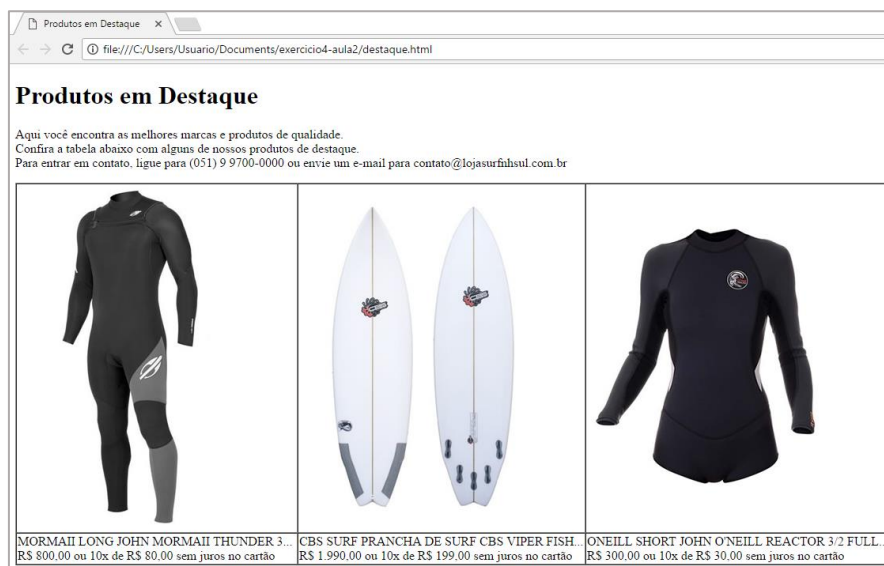 Produtos em Destaque
file:///C:/Users/Usuario/Documents/exercicio4-aula2/destaque.html
Produtos em Destaque
Aqui você encontra as melhores marcas e produtos de qualidade.
Confira a tabela abaixo com alguns de nossos produtos de destaque.
Para entrar em contato, ligue para (051) 9 9700-0000 ou envie um e-mail para contato@lojasurfnhsul.com.br
MORMAII LONG JOHN MORMAII THUNDER 3...
R$ 800,00 ou 10x de R$ 80,00 sem juros no cartão
CBS SURF PRANCHA DE SURF CBS VIPER FISH...
R$ 1.990,00 ou 10x de R$ 199,00 sem juros no cartão
ONEILL SHORT JOHN O'NEILL REACTOR 3/2 FULL...
R$ 300,00 ou 10x de R$ 30,00 sem juros no cartão